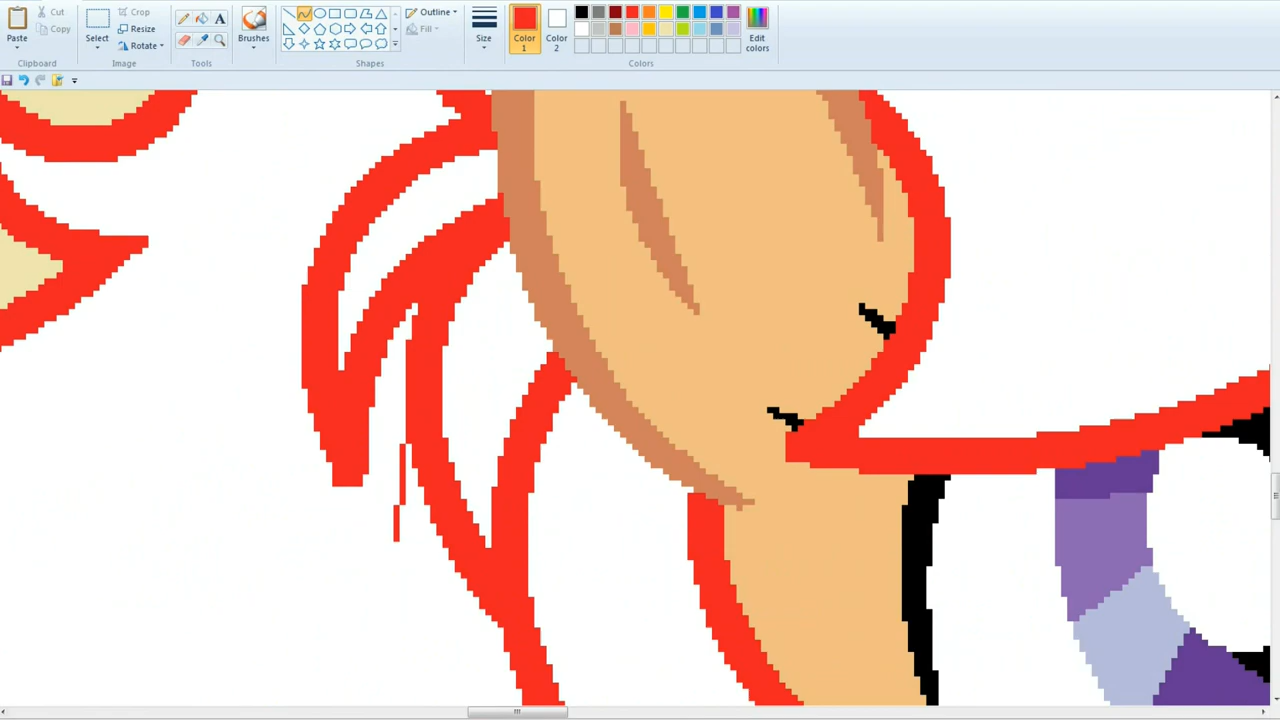 Cut
Crop
Outline
Copy
Resize
Fill
A
Paste
Select
Rotate
Brushes
Size
Color
1
Color
2
Edit
colors
Clipboard
Image
Tools
Shapes
Colors